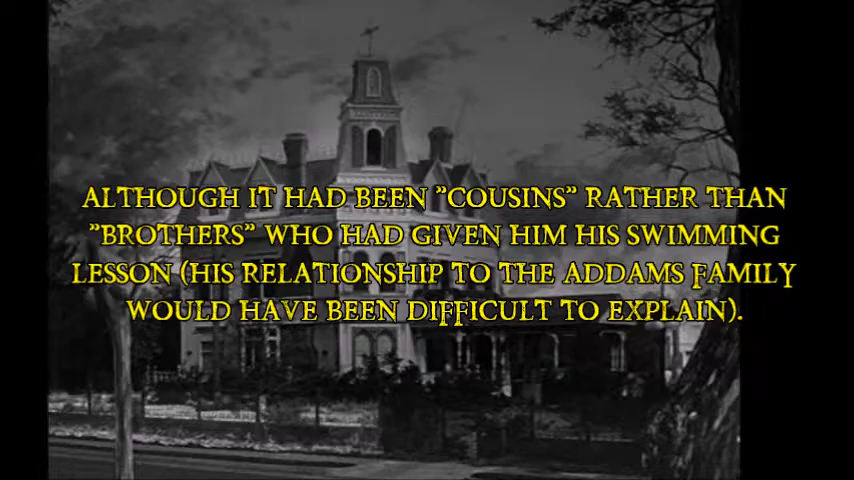 ALTHOUGH IT HAD BEEN "COUSINS" RATHER THAN
"BROTHERS" WHO HAD GIVEN HIM HIS SWIMMING
LESSON (HIS RELATIONSHIP TO THE ADDAMS FAMILY
WOULD HAVE BEEN DIFFICULT TO EXPLAIN).